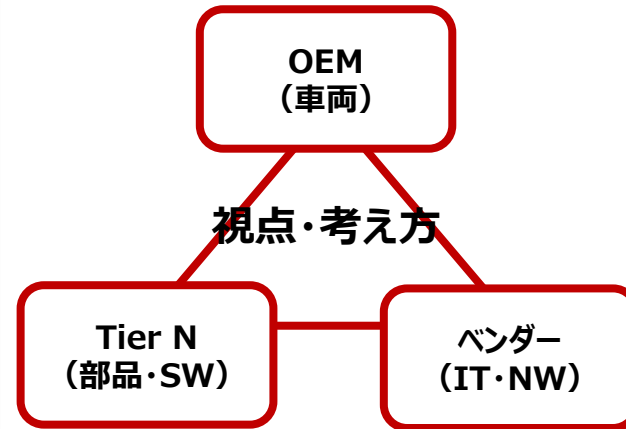 OEM
（車両）
視点・考え方
Tier N
（部品・SW）
ベンダー
（IT・NW）